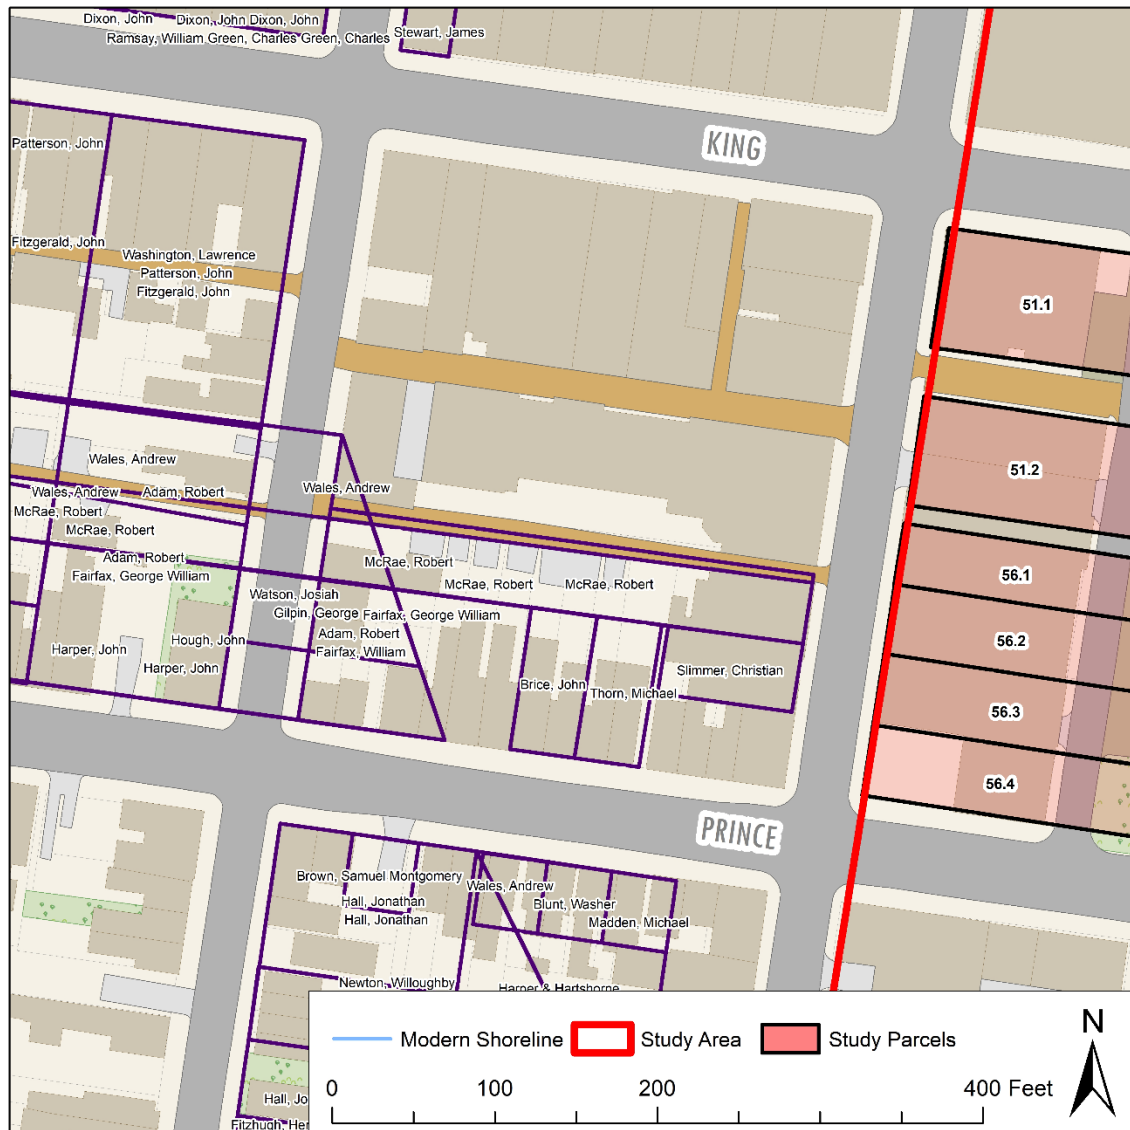 Dixon, John
Dixon, John Dixon, John
Ramsay, William Green, Charles Green, Charles
Stewart, James
KING
Patterson, John
Fitzgerald, John
Washington, Lawrence
Patterson, John
Fitzgerald, John
51.1
51.2
Wales, Andrew
Wales, Andrew
Adam, Robert
McRae, Robert
McRae, Robert
Wales, Andrew
Adam, Robert
Fairfax, George William
McRae, Robert
McRae, Robert
McRae, Robert
56.1
Watson, Josiah
Gilpin, George
Fairfax, George William
Adam, Robert
Fairfax, William
56.2
Harper, John
Hough, John
Harper, John
Brice, John
Thorn, Michael
Slimmer, Christian
56.3
56.4
PRINCE
Brown, Samuel Montgomery
Hall, Jonathan
Hall, Jonathan
Wales, Andrew
Blunt, Washer
Madden, Michael
Newton, Willoughby
Harper & Hartshorne
Hall, Jo
Fitzhugh, Her
Modern Shoreline
Study Area
Study Parcels
N
0 100 200 400 Feet